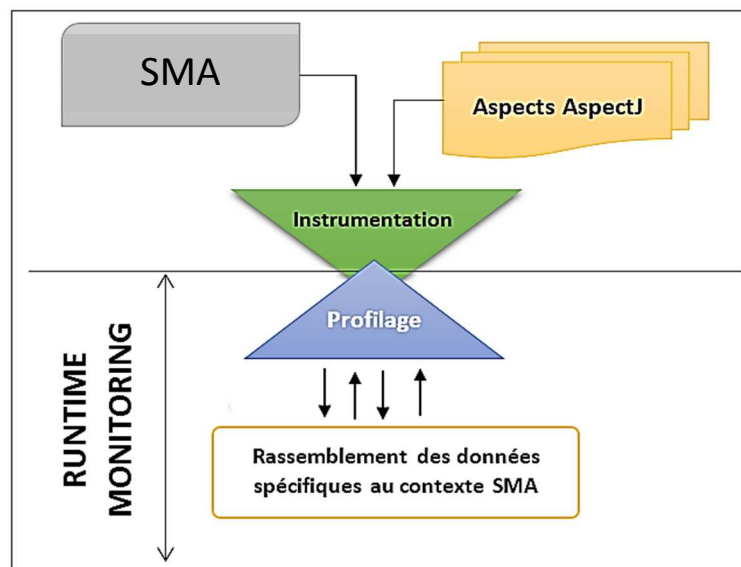 SMA
Aspects AspectJ
Instrumentation
Profilage
RUNTIME
MONITORING
Rassemblement des données
spécifiques au contexte SMA